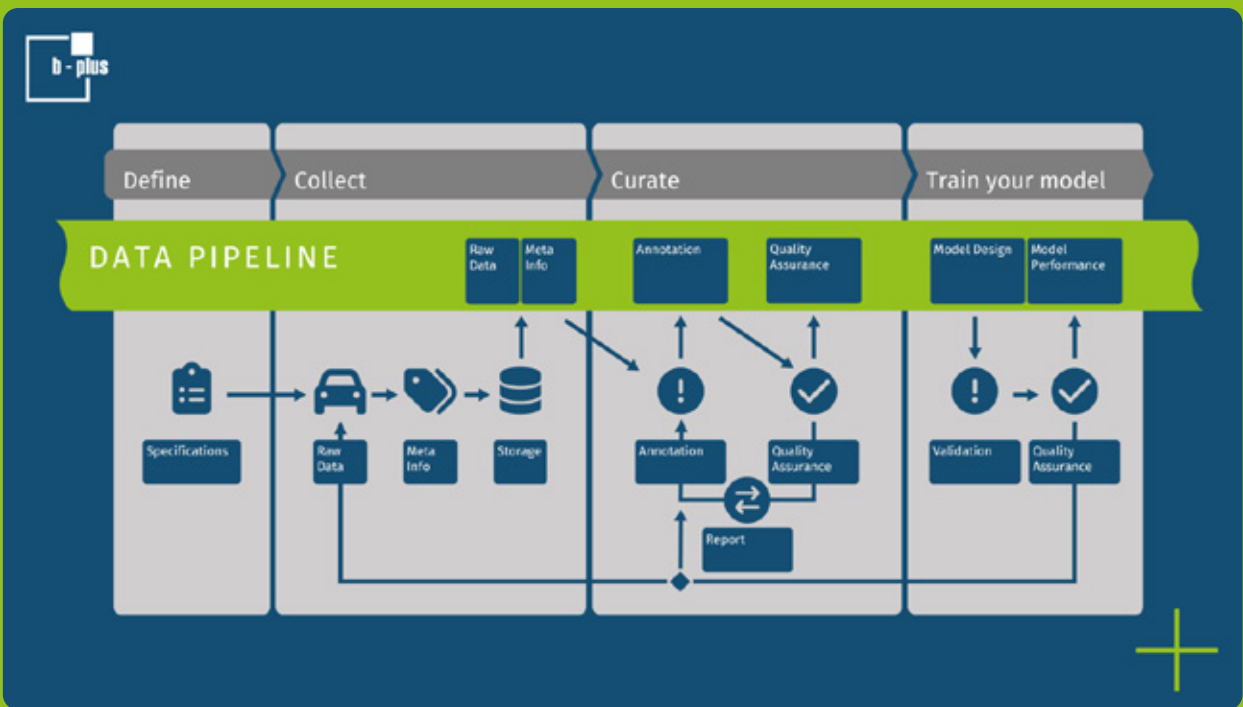 b - plus
Define
Collect
Curate
Train your model
DATA PIPELINE
Raw
Data
Meta
Info
Annotation
Quality
Assurance
Model Design
Model
Performance
Specifications
Raw
Data
Meta
Info
Storage
Annotation
Quality
Assurance
Validation
Quality
Assurance
Report